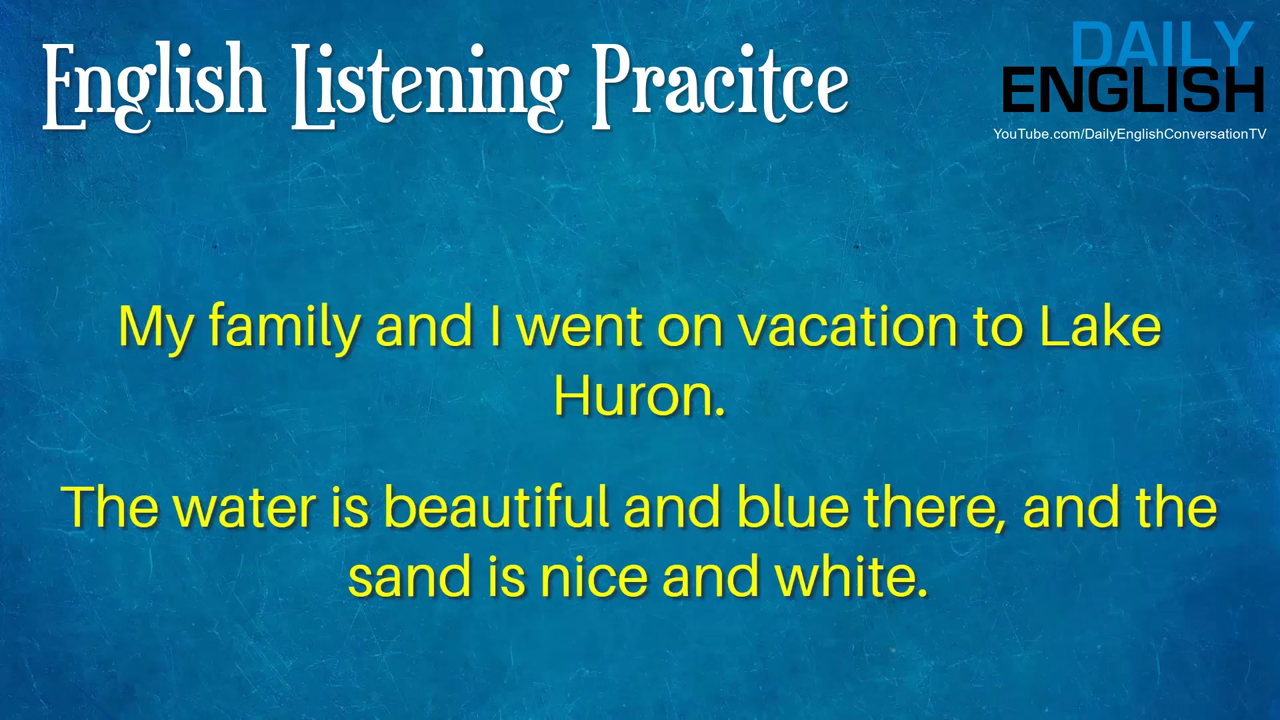 English Listening Pracitce
DAILY
ENGLISH
YouTube.com/DailyEnglishConversationTV
My family and I went on vacation to Lake
Huron.
The water is beautiful and blue there, and the
sand is nice and white.